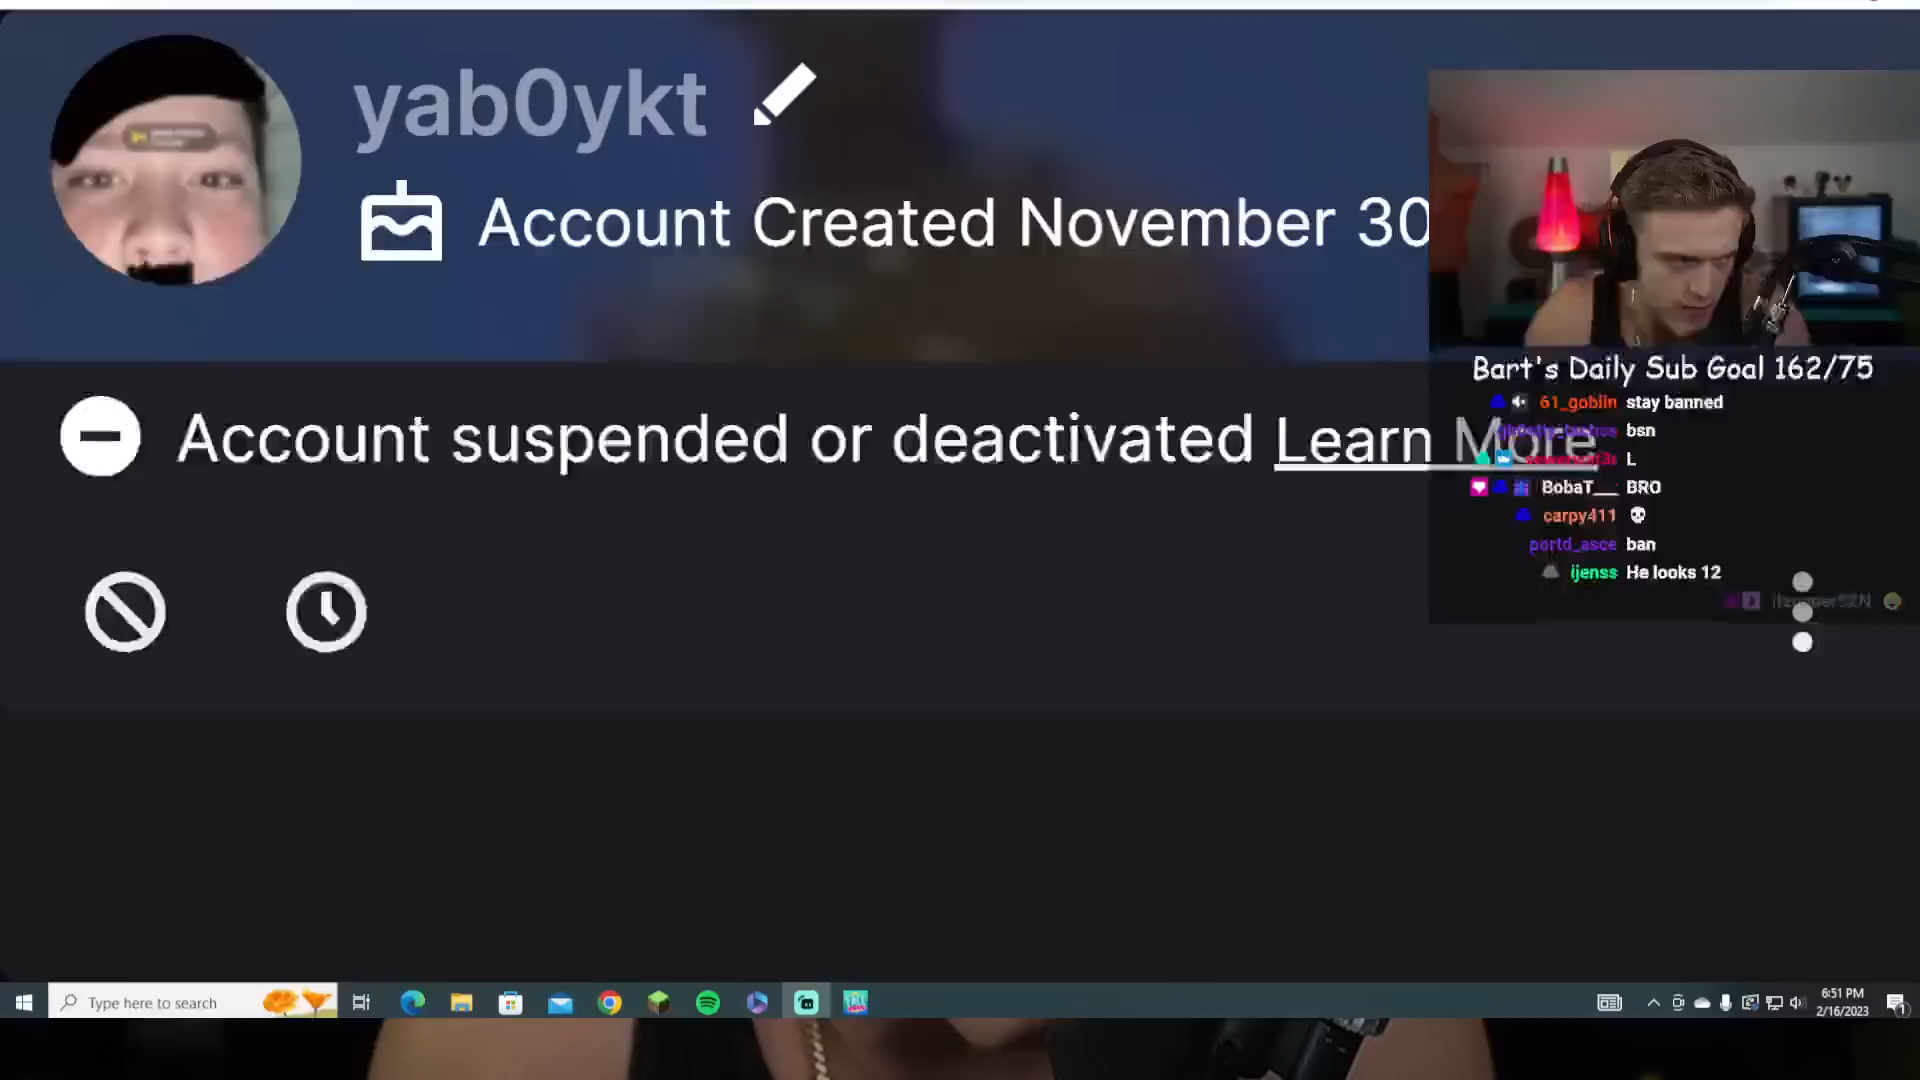 yab0ykt
Account Created November 30
Account suspended or deactivated Learn More
Bart's Daily Sub Goal 162/75
61_goblin stay banned
bsn
L
BobaT__ BRO
carpy411
portd_asce ban
ijenss He looks 12
Type here to search
6:51 PM
2/16/2023
1